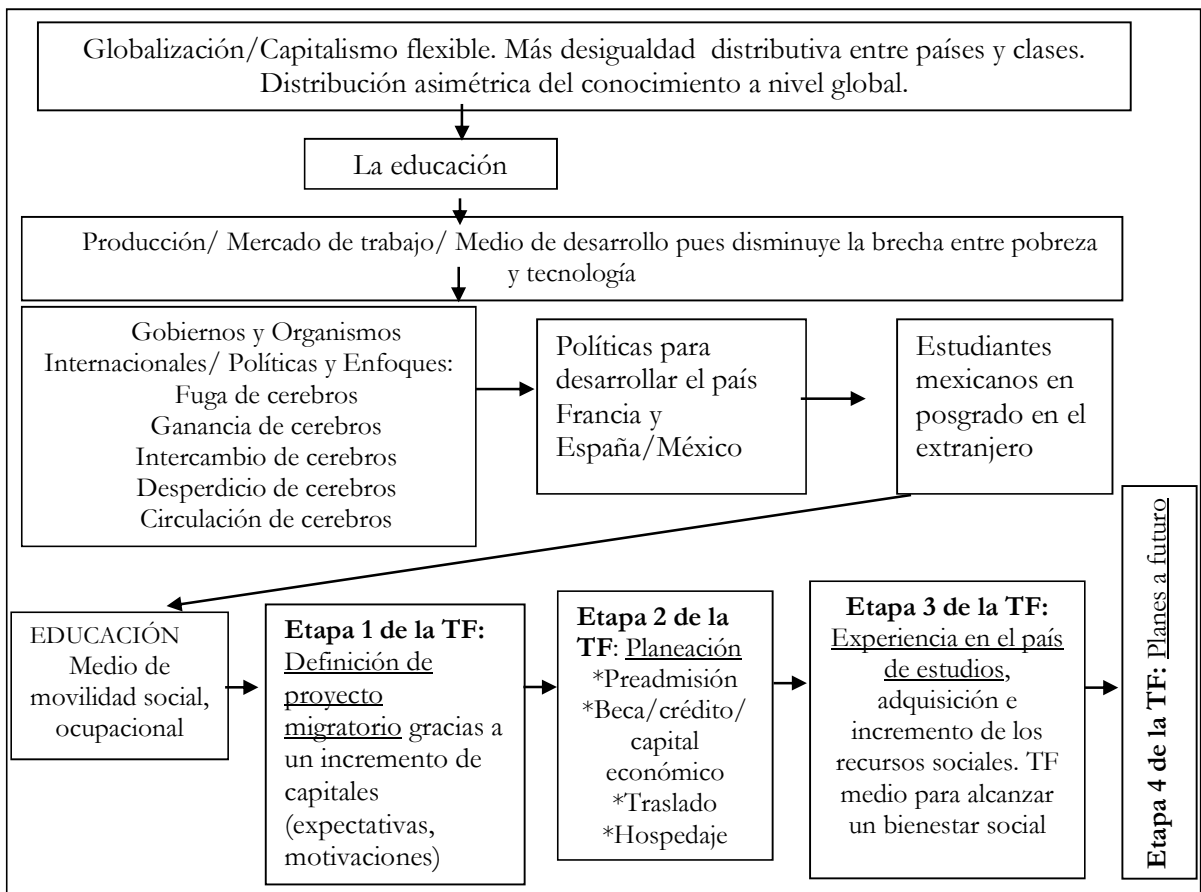 Globalización/Capitalismo flexible. Más desigualdad distributiva entre países y clases.
Distribución asimétrica del conocimiento a nivel global.
La educación
Producción/ Mercado de trabajo/ Medio de desarrollo pues disminuye la brecha entre pobreza
y tecnología
Gobiernos y Organismos
Internacionales/ Políticas y Enfoques:
Fuga de cerebros
Ganancia de cerebros
Intercambio de cerebros
Desperdicio de cerebros
Circulación de cerebros
Políticas para
desarrollar el país
Francia y
España/México
Estudiantes
mexicanos en
posgrado en el
extranjero
EDUCACIÓN
Medio de
movilidad social,
ocupacional
Etapa 1 de la TF:
Definición de
proyecto
migratorio gracias a
un incremento de
capitales
(expectativas,
motivaciones)
Etapa 2 de la
TF: Planeación
*Preadmisión
*Beca/crédito/
capital
económico
*Traslado
*Hospedaje
Etapa 3 de la TF:
Experiencia en el país
de estudios,
adquisición e
incremento de los
recursos sociales. TF
medio para alcanzar
un bienestar social
Etapa 4 de la TF: Planes a futuro